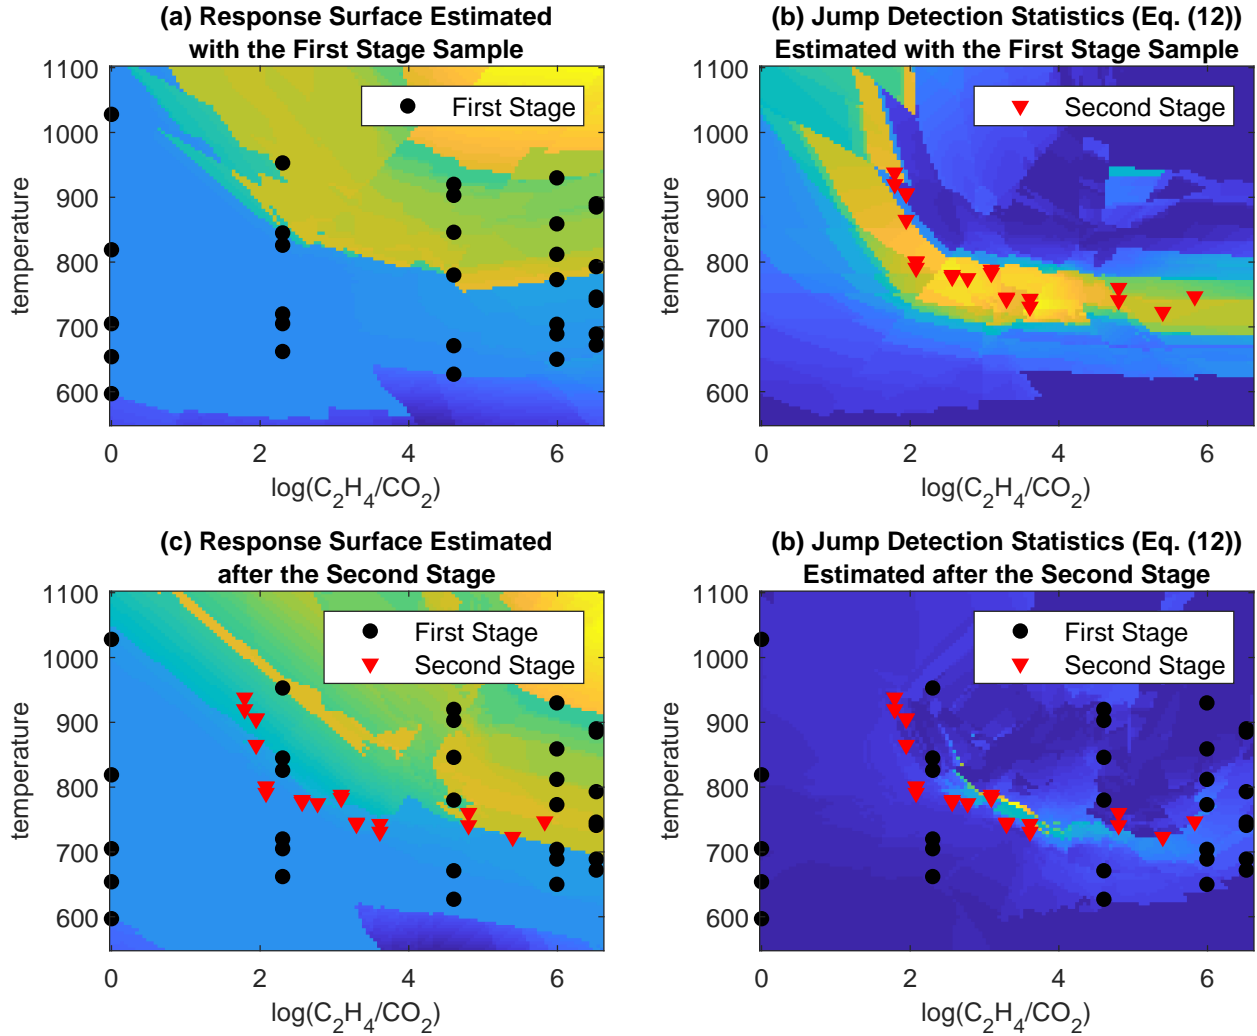 (a) Response Surface Estimated
with the First Stage Sample
1100
1000
900
800
700
600
temperature
First Stage
0
2
4
6
log(C₂H₄/CO₂)
(b) Jump Detection Statistics (Eq. (12))
Estimated with the First Stage Sample
1100
1000
900
800
700
600
temperature
Second Stage
0
2
4
6
log(C₂H₄/CO₂)
(c) Response Surface Estimated
after the Second Stage
1100
1000
900
800
700
600
temperature
First Stage
Second Stage
0
2
4
6
log(C₂H₄/CO₂)
(b) Jump Detection Statistics (Eq. (12))
Estimated after the Second Stage
1100
1000
900
800
700
600
temperature
First Stage
Second Stage
0
2
4
6
log(C₂H₄/CO₂)